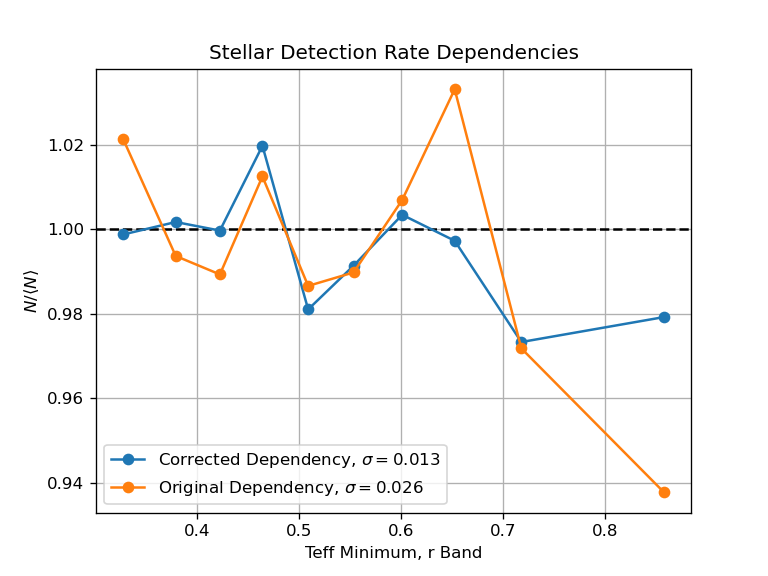 Stellar Detection Rate Dependencies
1.02
1.00
0.98
0.96
0.94
N/⟨N⟩
Corrected Dependency, σ = 0.013
Original Dependency, σ = 0.026
0.4 0.5 0.6 0.7 0.8
Teff Minimum, r Band